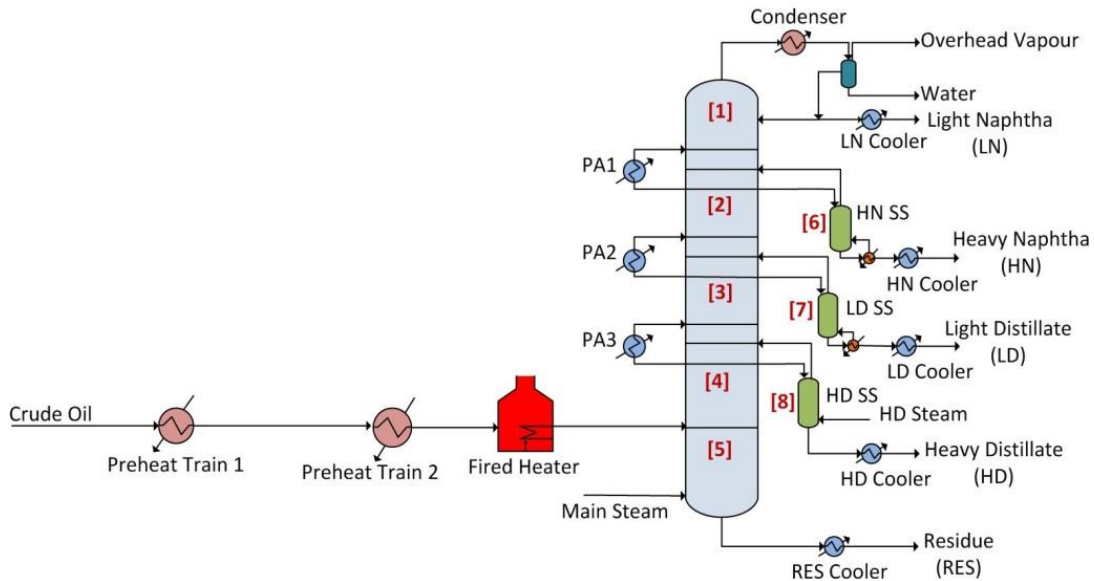 Condenser
Overhead Vapour
[1]
Water
Light Naphtha
(LN)
LN Cooler
PA1
[2]
[6]
HN SS
Heavy Naphtha
(HN)
PA2
HN Cooler
[3]
[7]
LD SS
Light Distillate
(LD)
PA3
LD Cooler
[4]
[8]
HD SS
HD Steam
Crude Oil
Preheat Train 1
Preheat Train 2
Fired Heater
[5]
Heavy Distillate
(HD)
HD Cooler
Main Steam
Residue
(RES)
RES Cooler